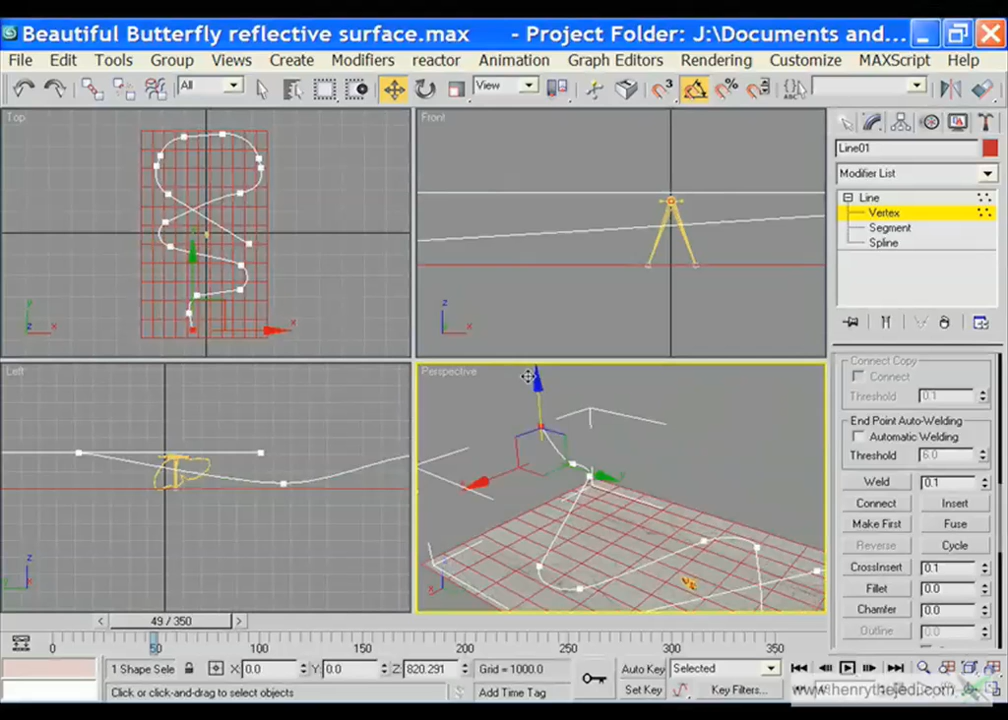 Beautiful Butterfly reflective surface.max - Project Folder: J:\Documents and...
File Edit Tools Group Views Create Modifiers reactor Animation Graph Editors Rendering Customize MAXScript Help
All View
Top Front
Line01
Modifier List
Line
Vertex
Segment
Spline
Left Perspective
Connect Copy
Connect
Threshold 0.1
End Point Auto-Welding
Automatic Welding
Threshold 6.0
Weld 0.1
Connect Insert
Make First Fuse
Reverse Cycle
CrossInsert 0.1
Fillet 0.0
Chamfer 0.0
Outline 0.0
49 / 350
0 50 100 150 200 250 300 350
1 Shape Sele X: 0.0 Y: 0.0 Z: 820.291 Grid = 1000.0 Auto Key Selected
Click or click-and-drag to select objects Add Time Tag Set Key Key Filters...
www.henrythejedi.com